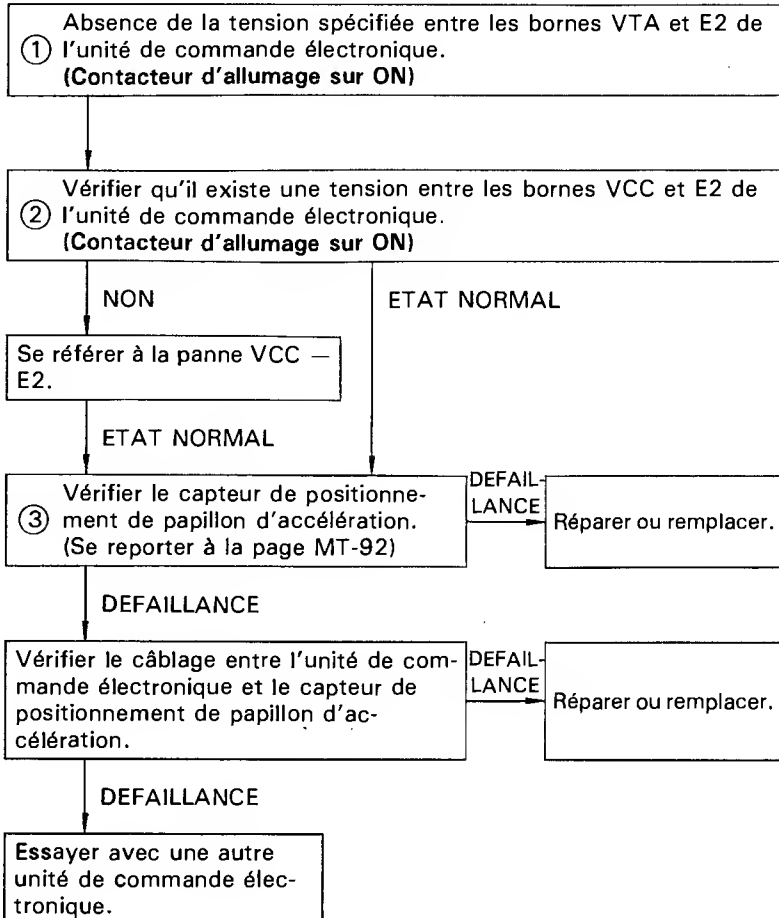 Absence de la tension spécifiée entre les bornes VTA et E2 de
① l'unité de commande électronique.
(Contacteur d'allumage sur ON)
Vérifier qu'il existe une tension entre les bornes VCC et E2 de
② l'unité de commande électronique.
(Contacteur d'allumage sur ON)
NON
ETAT NORMAL
Se référer à la panne VCC —
E2.
ETAT NORMAL
Vérifier le capteur de positionne-
③ ment de papillon d'accélération.
(Se reporter à la page MT-92)
DEFAIL-
LANCE
Réparer ou remplacer.
DEFAILLANCE
Vérifier le câblage entre l'unité de com-
mande électronique et le capteur de
positionnement de papillon d'ac-
célération.
DEFAIL-
LANCE
Réparer ou remplacer.
DEFAILLANCE
Essayer avec une autre
unité de commande élec-
tronique.